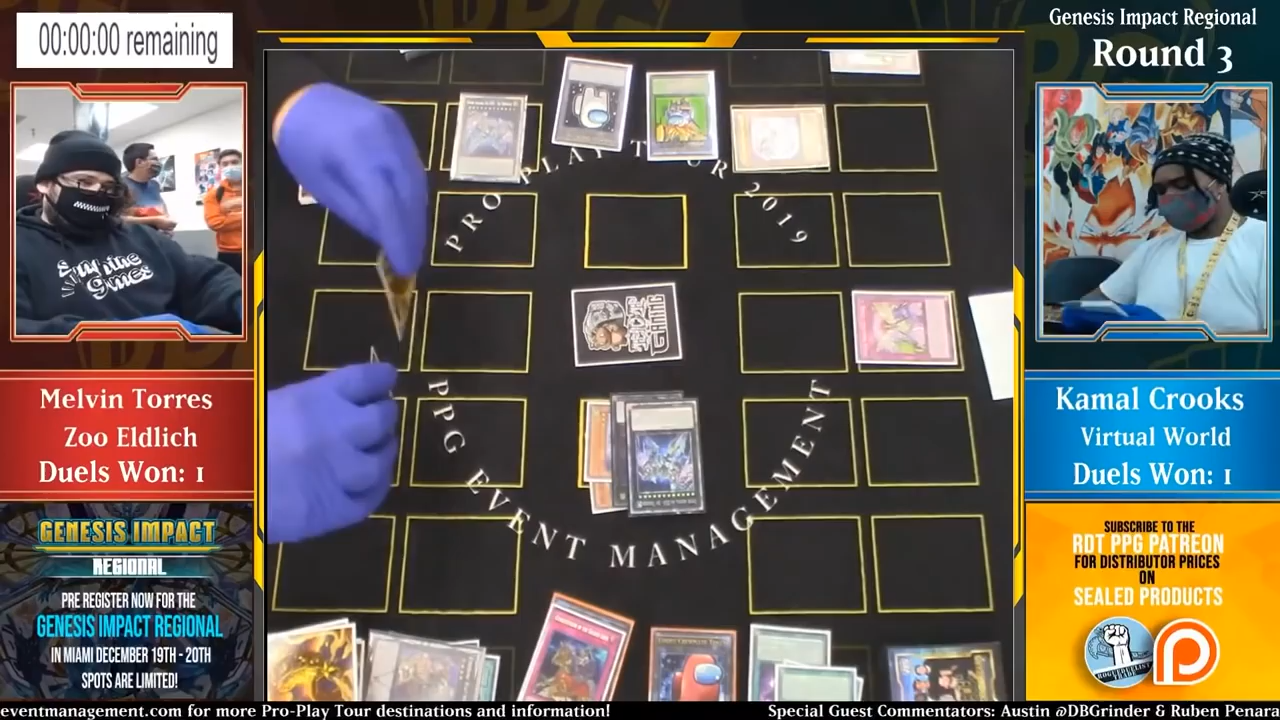 00:00:00 remaining
Genesis Impact Regional
Round 3
PRO PLAY TOUR 2019
PPG EVENT MANAGEMENT
Melvin Torres
Zoo Eldlich
Duels Won: 1
Kamal Crooks
Virtual World
Duels Won: 1
GENESIS IMPACT
REGIONAL
PRE REGISTER NOW FOR THE
GENESIS IMPACT REGIONAL
IN MIAMI DECEMBER 19TH - 20TH
SPOTS ARE LIMITED!
SUBSCRIBE TO THE
RDT PPG PATREON
FOR DISTRIBUTOR PRICES
ON
SEALED PRODUCTS
eventmanagement.com for more Pro-Play Tour destinations and information!
Special Guest Commentators: Austin @DBGrinder & Ruben Penara